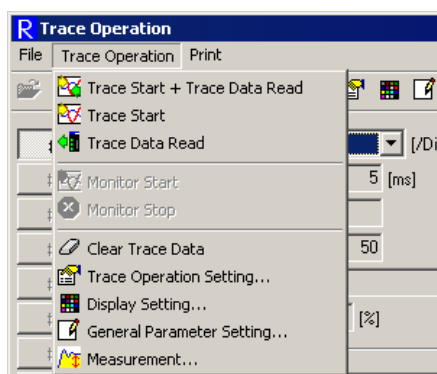 R Trace Operation
File Trace Operation Print
Trace Start + Trace Data Read
Trace Start
Trace Data Read
[/Di
Monitor Start
5 [ms]
Monitor Stop
Clear Trace Data
50
Trace Operation Setting...
Display Setting...
General Parameter Setting...
[%]
Measurement...